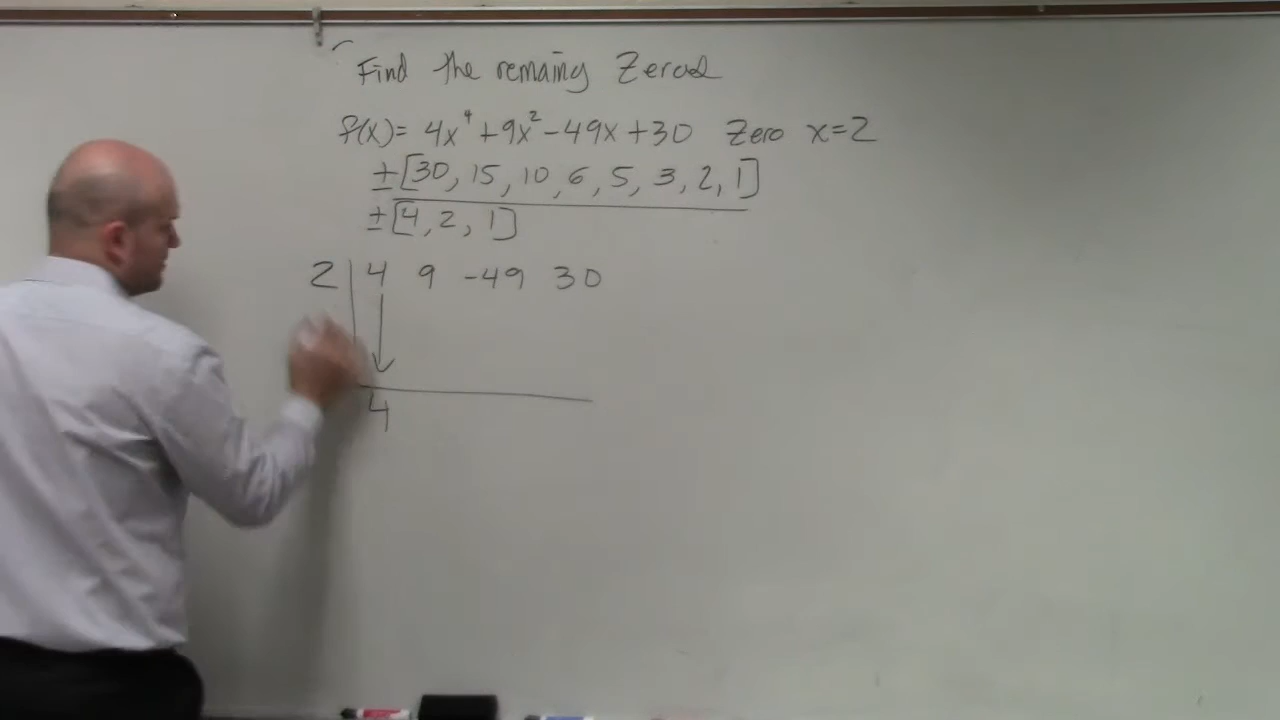 Find the remaing Zeros
f(x)= 4x⁴+9x²-49x+30 Zero x=2
±[30, 15, 10, 6, 5, 3, 2, 1]
±[4, 2, 1]
2 | 4 9 -49 30
4